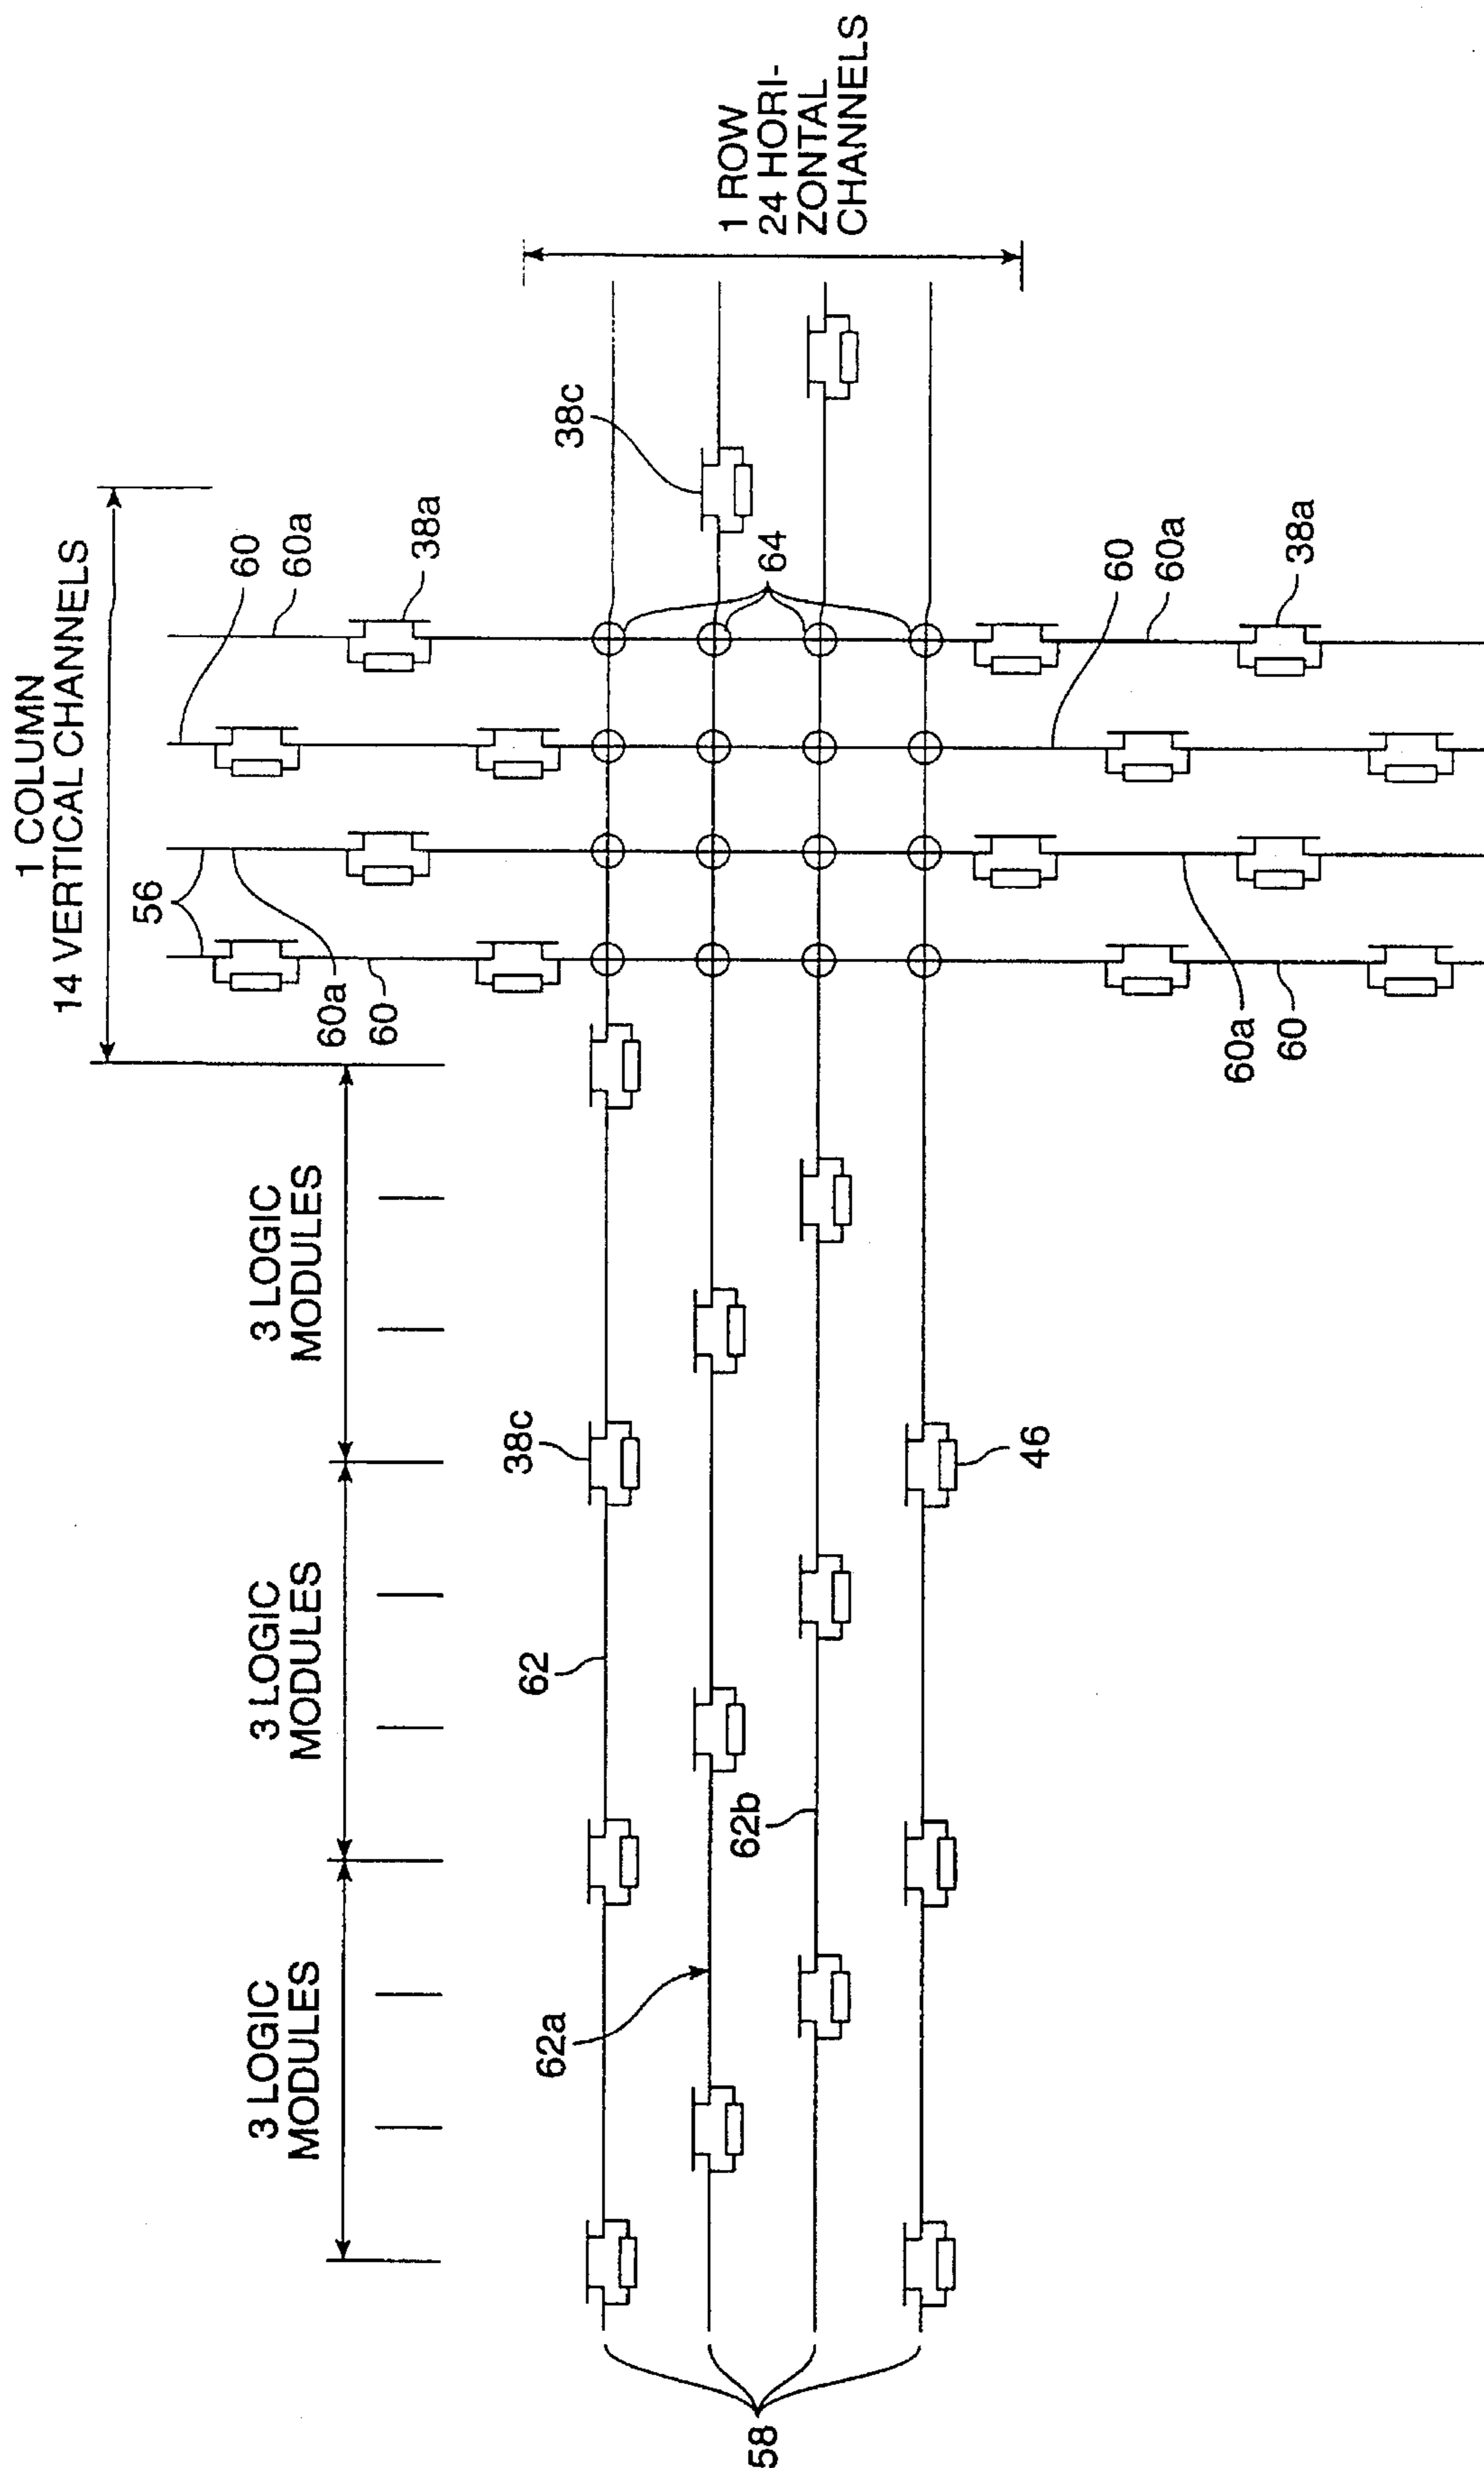 1 COLUMN
14 VERTICAL CHANNELS
3 LOGIC
MODULES
3 LOGIC
MODULES
3 LOGIC
MODULES
56
60a
60
60
60a
38a
38c
1 ROW
24 HORI-
ZONTAL
CHANNELS
64
38c
62
62a
62b
46
58
60
60a
38a
60a
60